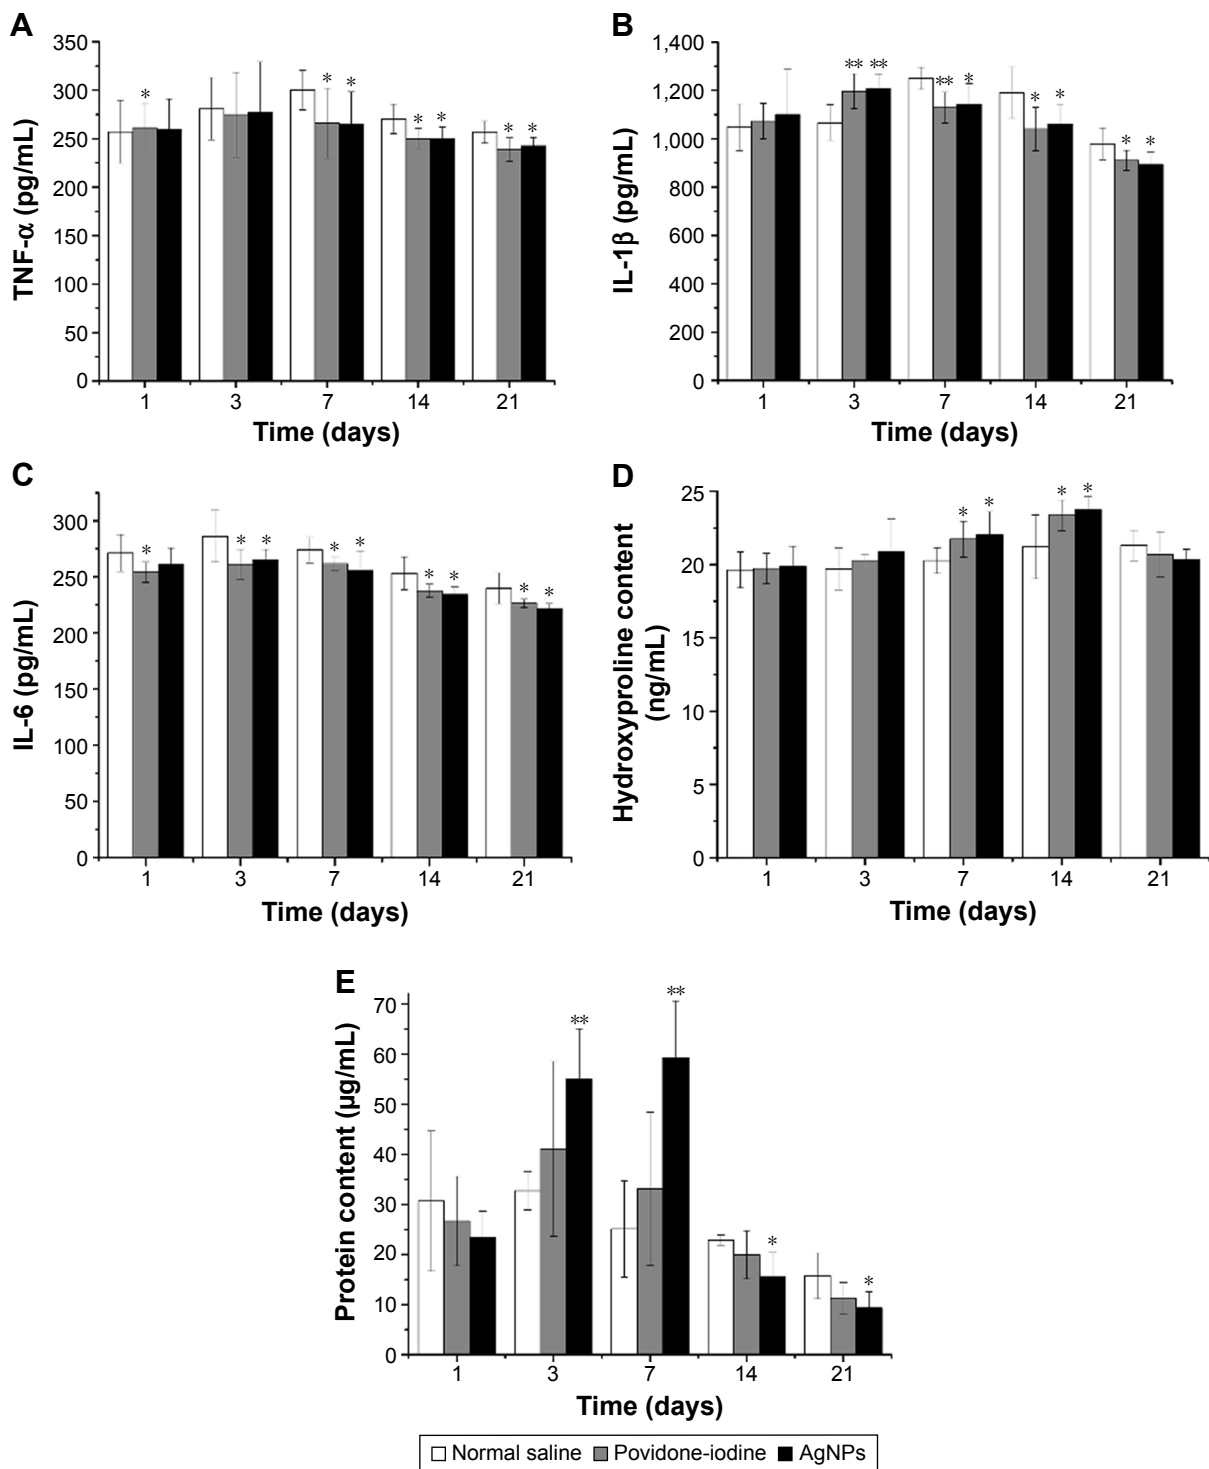 A
350
300
250
200
150
100
50
0
TNF-α (pg/mL)
* * * * * * *
1 3 7 14 21
Time (days)
B
1,400
1,200
1,000
800
600
400
200
0
IL-1β (pg/mL)
** ** ** * * * * *
1 3 7 14 21
Time (days)
C
300
250
200
250
100
50
0
IL-6 (pg/mL)
* * * * * * * * *
1 3 7 14 21
Time (days)
D
25
20
15
10
5
0
Hydroxyproline content
(ng/mL)
* * * *
1 3 7 14 21
Time (days)
E
70
60
50
40
30
20
10
0
Protein content (µg/mL)
** ** * *
1 3 7 14 21
Time (days)
Normal saline Povidone-iodine AgNPs